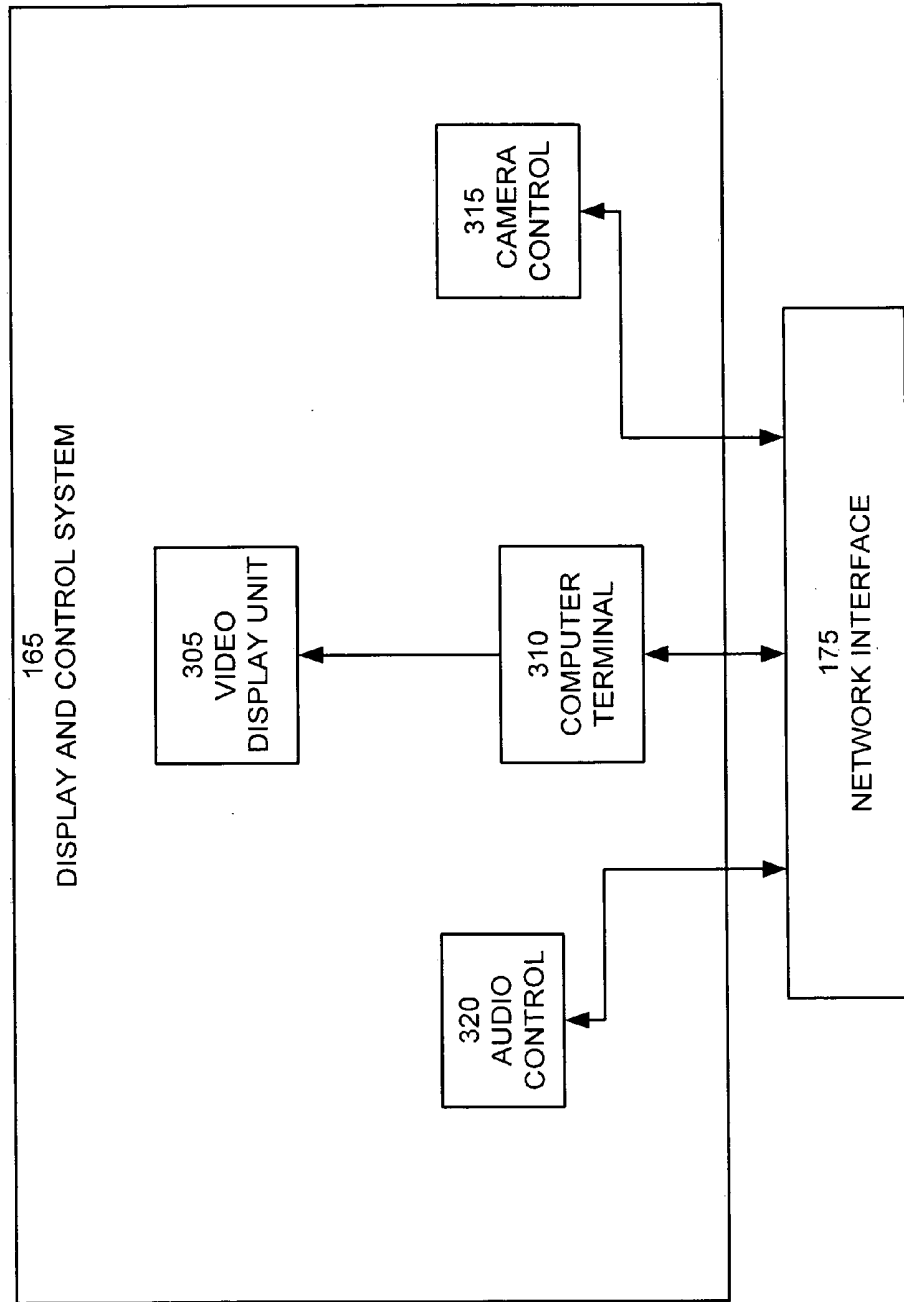 165
DISPLAY AND CONTROL SYSTEM
305
VIDEO
DISPLAY UNIT
320
AUDIO
CONTROL
310
COMPUTER
TERMINAL
315
CAMERA
CONTROL
175
NETWORK INTERFACE